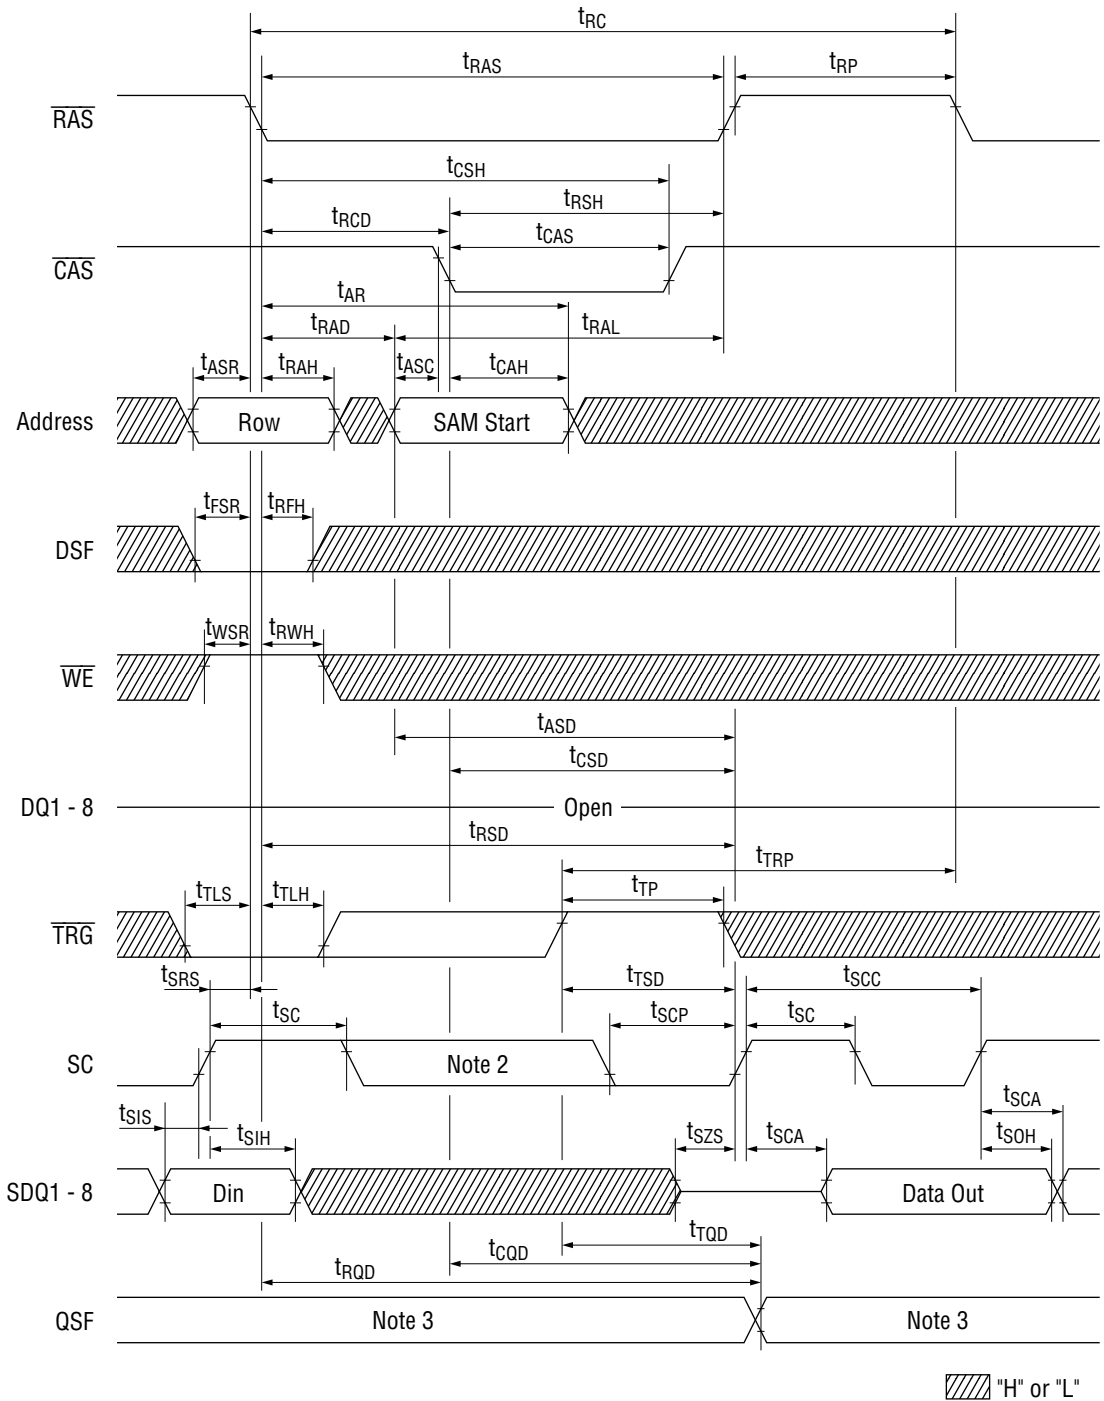 tRC
tRAS
tRP
RAS
tCSH
tRSH
tRCD
tCAS
CAS
tAR
tRAD
tRAL
tASR
tRAH
tASC
tCAH
Address
Row
SAM Start
tFSR
tRFH
DSF
tWSR
tRWH
WE
tASD
tCSD
DQ1 - 8
Open
tRSD
tTRP
tTLS
tTLH
tTP
TRG
tSRS
tTSD
tSCC
tSC
tSCP
tSC
SC
Note 2
tSCA
tSIS
tSIH
tSZS
tSCA
tSOH
SDQ1 - 8
Din
Data Out
tTQD
tCQD
tRQD
QSF
Note 3
Note 3
"H" or "L"